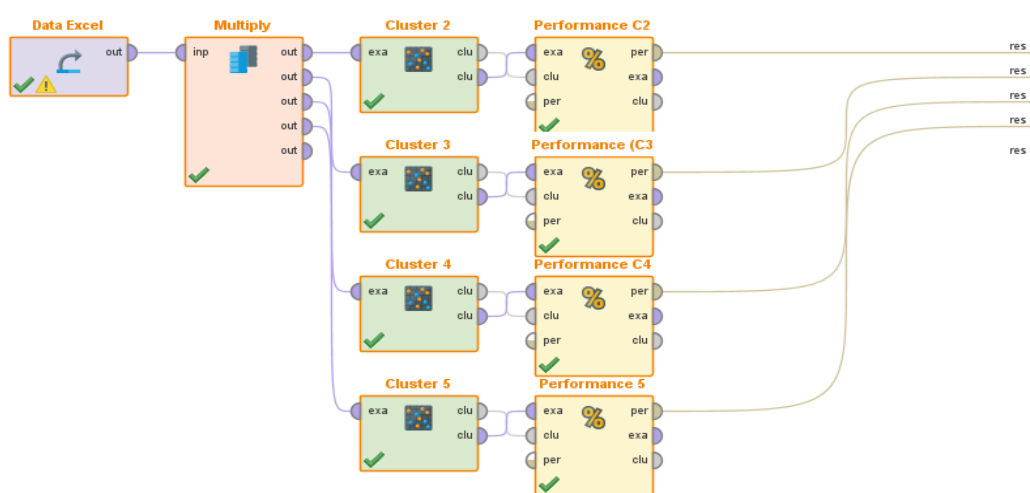 Data Excel
out
Multiply
inp
out
out
out
out
out
Cluster 2
exa
clu
clu
Performance C2
exa
per
clu
exa
per
clu
res
res
res
res
res
Cluster 3
exa
clu
clu
Performance (C3
exa
per
clu
exa
per
clu
Cluster 4
exa
clu
clu
Performance C4
exa
per
clu
exa
per
clu
Cluster 5
exa
clu
clu
Performance 5
exa
per
clu
exa
per
clu